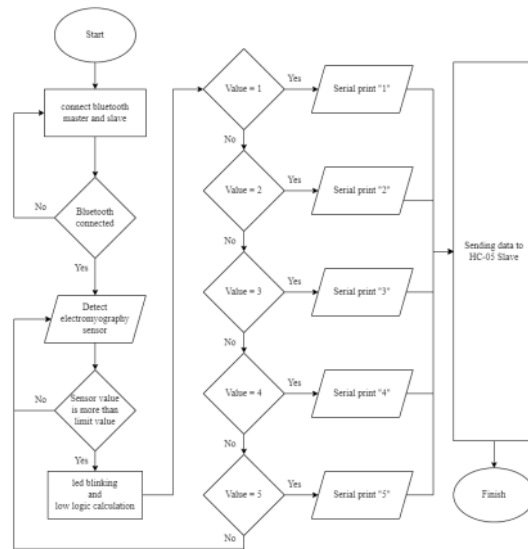 Start
connect bluetooth
master and slave
No
Bluetooth
connected
Yes
Detect
electromyography
sensor
No
Sensor value
is more than
limit value
Yes
led blinking
and
low logic calculation
Value = 1
Yes
Serial print "1"
No
Value = 2
Yes
Serial print "2"
No
Value = 3
Yes
Serial print "3"
No
Value = 4
Yes
Serial print "4"
No
Value = 5
Yes
Serial print "5"
No
Sending data to
HC-05 Slave
Finish